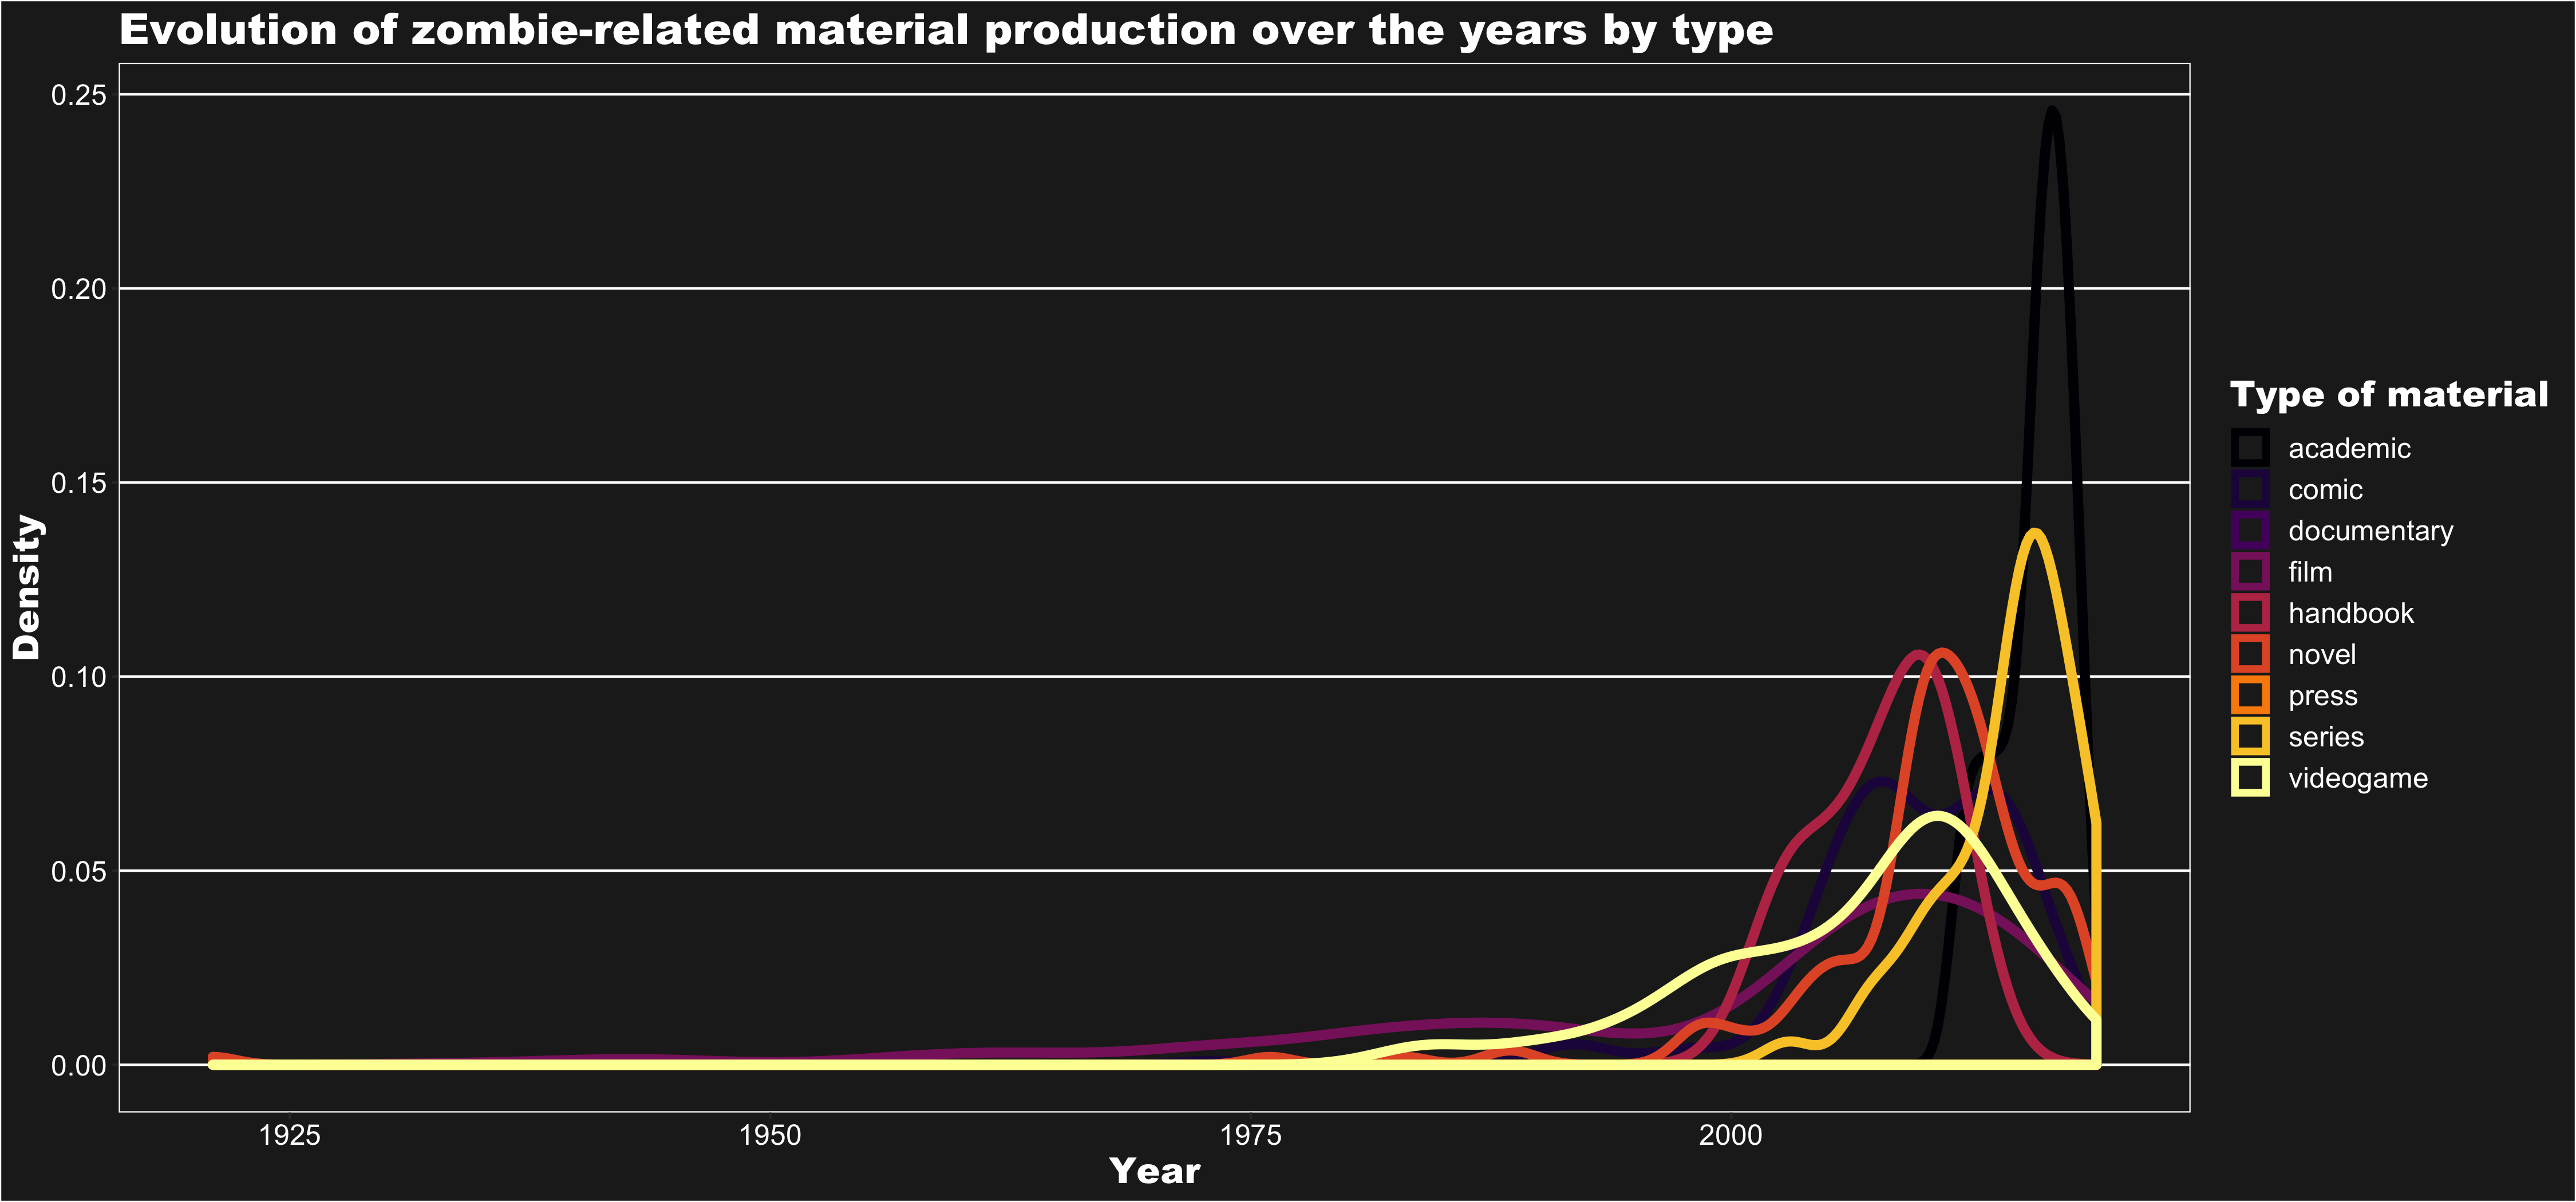 Evolution of zombie-related material production over the years by type
0.25
0.20
0.15
0.10
0.05
0.00
Density
1925 1950 1975 2000
Year
Type of material
academic
comic
documentary
film
handbook
novel
press
series
videogame